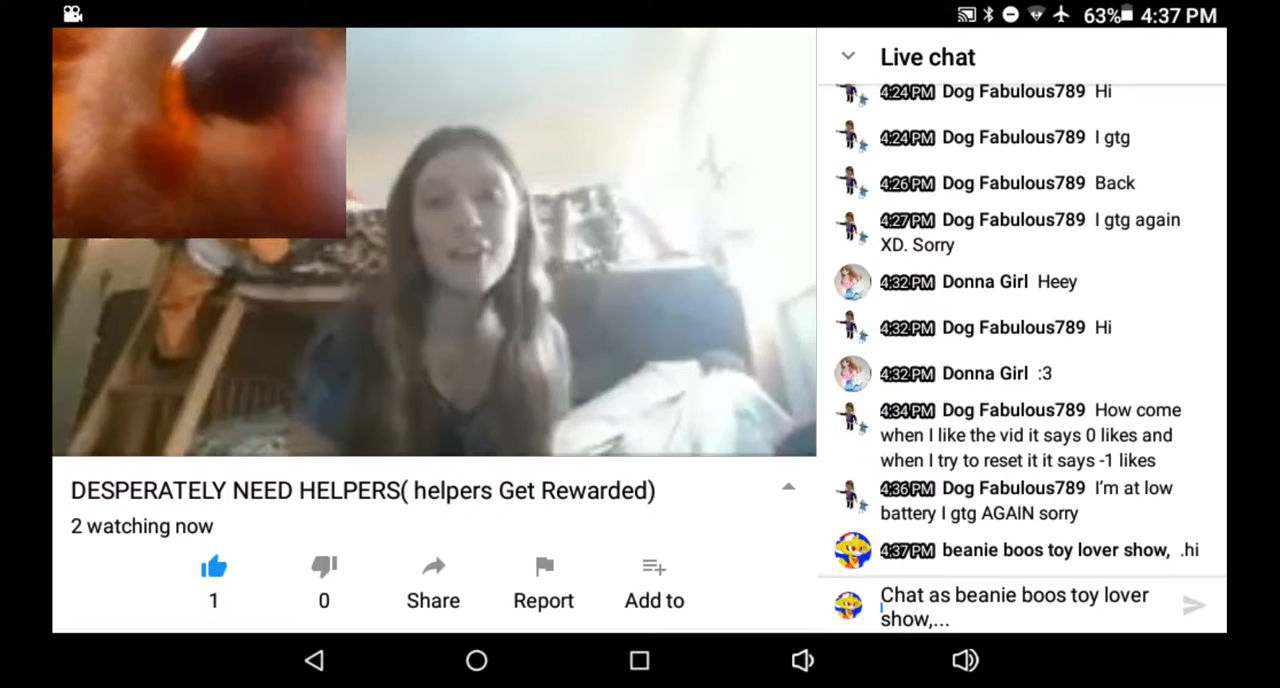 63% 4:37 PM
Live chat
4:24PM Dog Fabulous789 Hi
4:24PM Dog Fabulous789 I gtg
4:26PM Dog Fabulous789 Back
4:27PM Dog Fabulous789 I gtg again
XD. Sorry
4:32PM Donna Girl Heey
4:32PM Dog Fabulous789 Hi
4:32PM Donna Girl :3
4:34PM Dog Fabulous789 How come
when I like the vid it says 0 likes and
when I try to reset it it says -1 likes
4:36PM Dog Fabulous789 I'm at low
battery I gtg AGAIN sorry
4:37PM beanie boos toy lover show, .hi
Chat as beanie boos toy lover
show,...
DESPERATELY NEED HELPERS( helpers Get Rewarded)
2 watching now
1 0 Share Report Add to